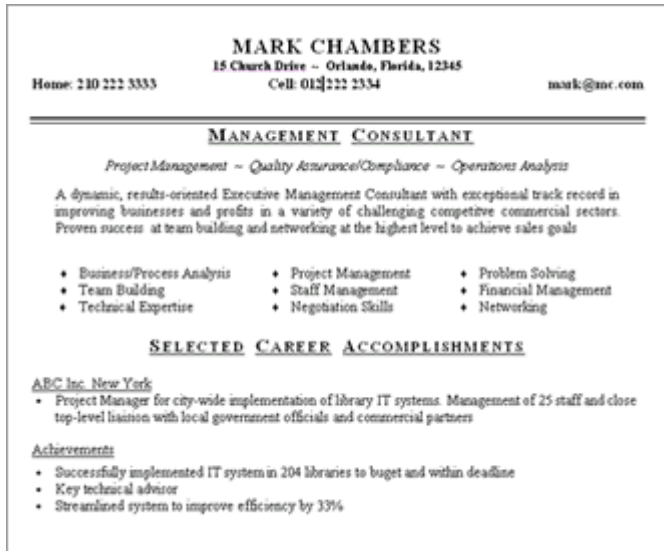 MARK CHAMBERS
15 Church Drive ~ Orlando, Florida, 12345
Home: 210 222 3333 Cell: 012 222 2334 mark@mc.com
MANAGEMENT CONSULTANT
Project Management ~ Quality Assurance/Compliance ~ Operations Analysis
A dynamic, results-oriented Executive Management Consultant with exceptional track record in
improving businesses and profits in a variety of challenging competitve commercial sectors.
Proven success at team building and networking at the highest level to achieve sales goals
♦ Business/Process Analysis ♦ Project Management ♦ Problem Solving
♦ Team Building ♦ Staff Management ♦ Financial Management
♦ Technical Expertise ♦ Negotiation Skills ♦ Networking
SELECTED CAREER ACCOMPLISHMENTS
ABC Inc. New York
• Project Manager for city-wide implementation of library IT systems. Management of 25 staff and close
top-level liaison with local government officials and commercial partners
Achievements
• Successfully implemented IT system in 204 libraries to buget and within deadline
• Key technical advisor
• Streamlined system to improve efficiency by 33%